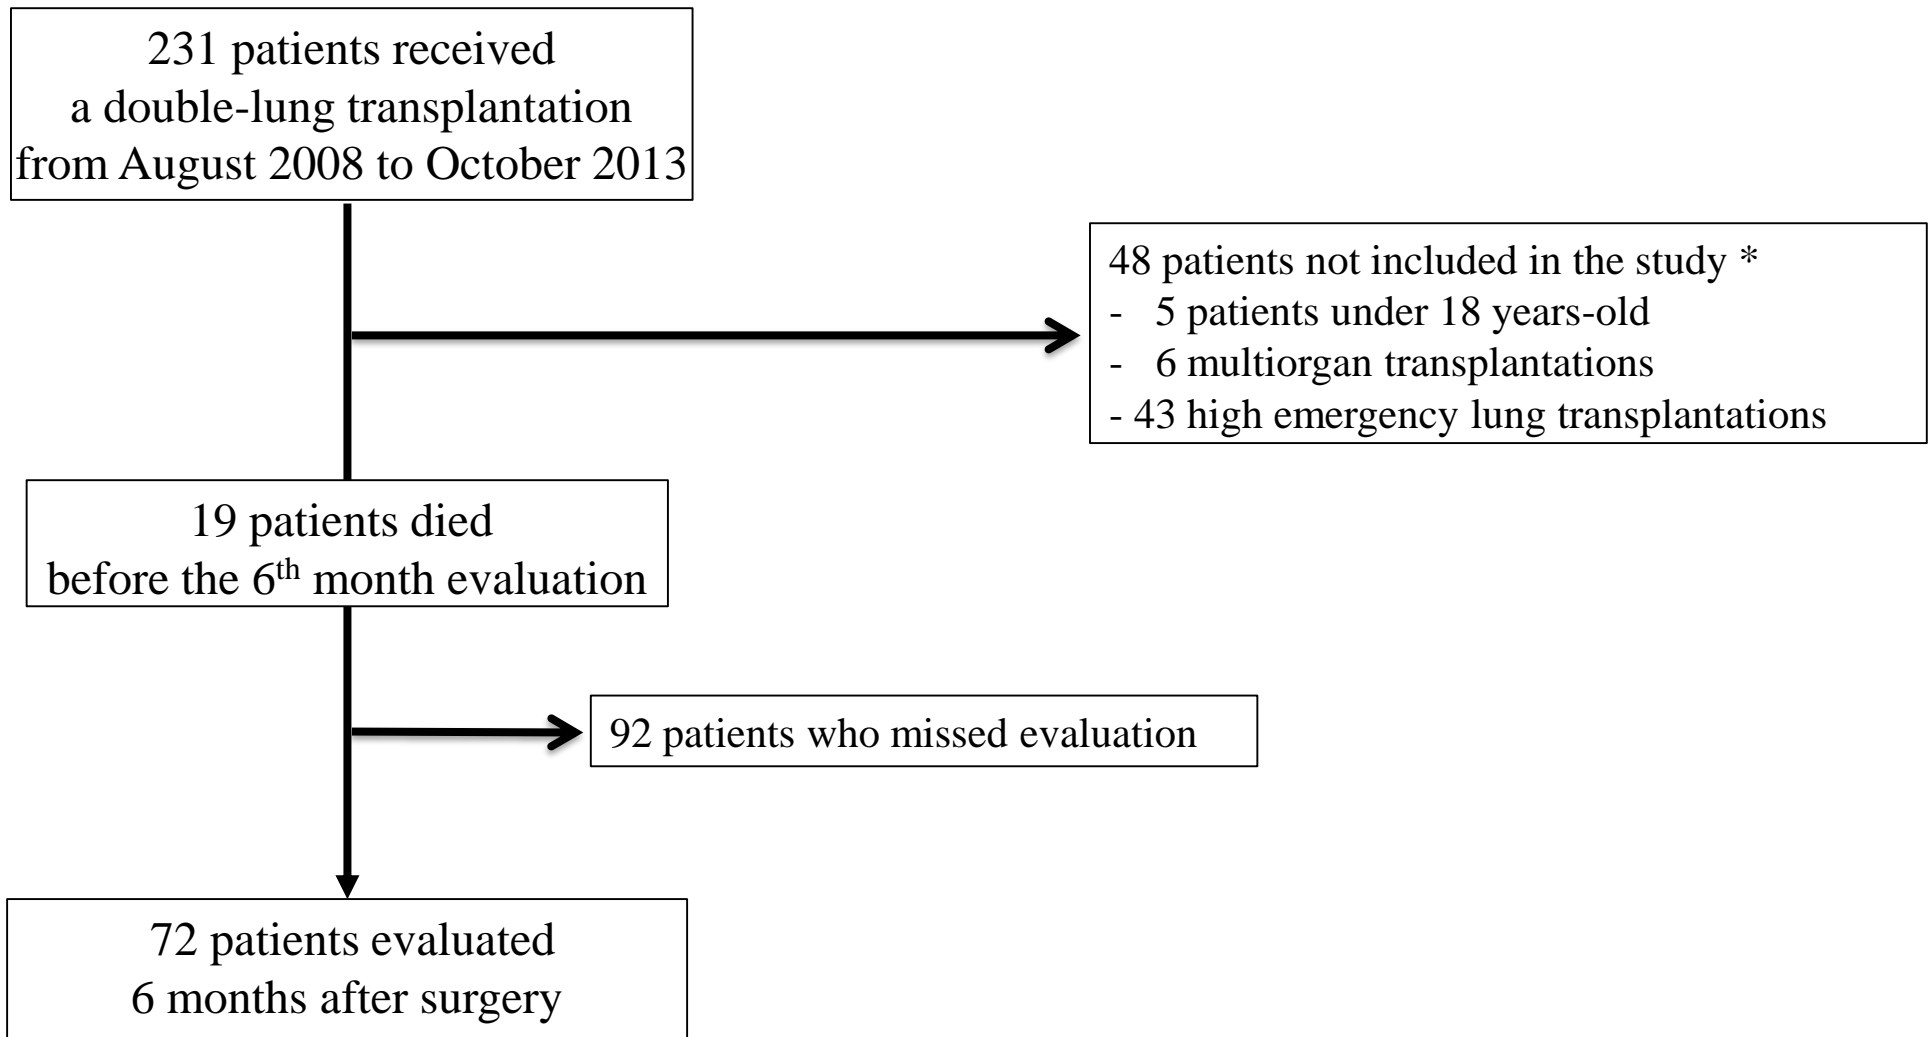 231 patients received
a double-lung transplantation
from August 2008 to October 2013
48 patients not included in the study *
- 5 patients under 18 years-old
- 6 multiorgan transplantations
- 43 high emergency lung transplantations
19 patients died
before the 6th month evaluation
92 patients who missed evaluation
72 patients evaluated
6 months after surgery